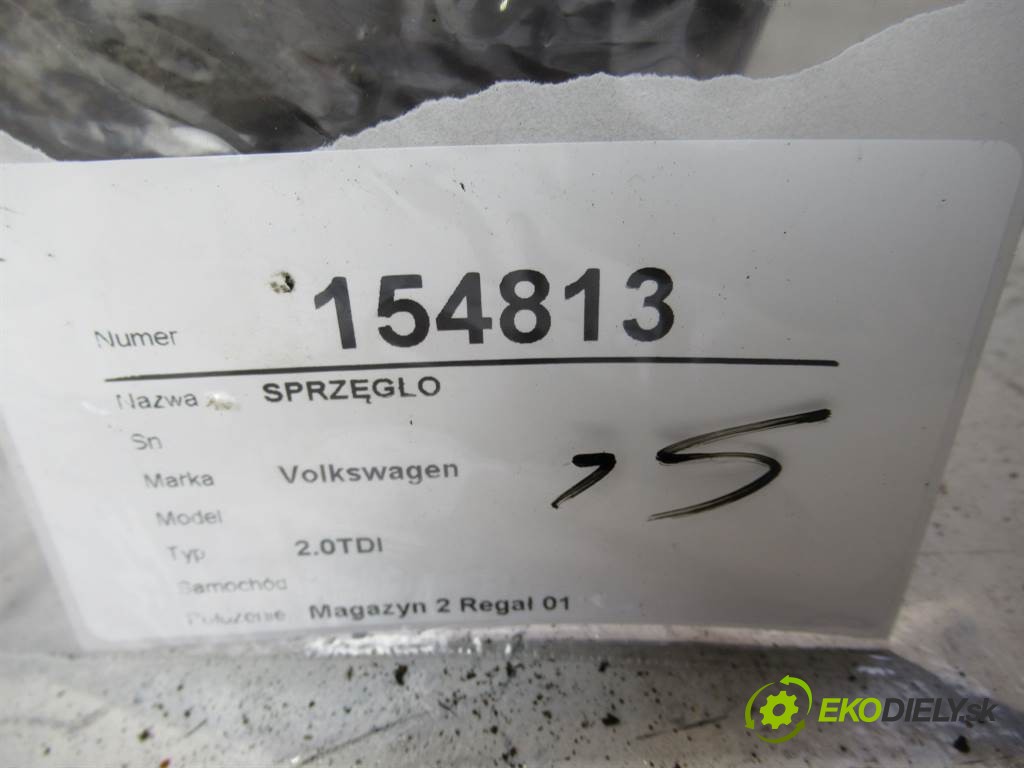 Numer 154813
Nazwa SPRZĘGŁO
Sn
Marka Volkswagen
Model
Typ 2.0TDI
Samochód
Położenie Magazyn 2 Regał 01
EKODIELY.sk